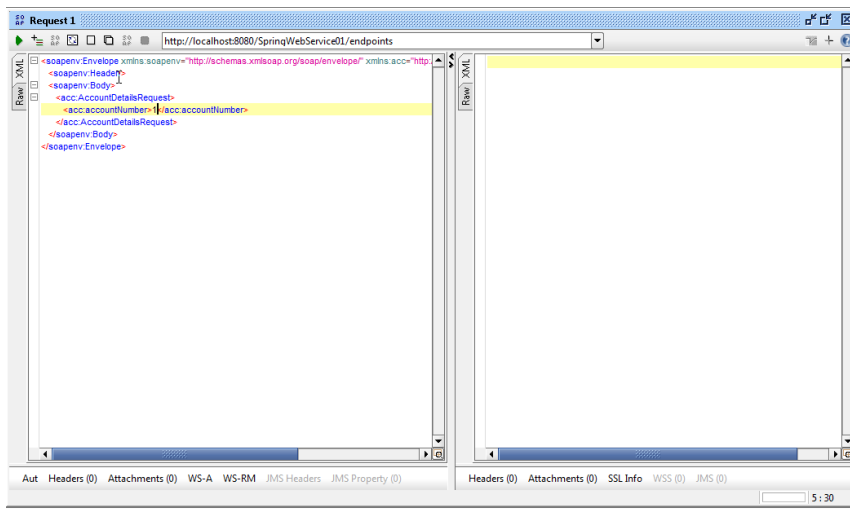 Request 1
http://localhost:8080/SpringWebService01/endpoints
XML
Raw
<soapenv:Envelope xmlns:soapenv="http://schemas.xmlsoap.org/soap/envelope/" xmlns:acc="http:
<soapenv:Header>
<soapenv:Body>
<acc:AccountDetailsRequest>
<acc:accountNumber>1</acc:accountNumber>
</acc:AccountDetailsRequest>
</soapenv:Body>
</soapenv:Envelope>
XML
Raw
Aut Headers (0) Attachments (0) WS-A WS-RM JMS Headers JMS Property (0)
Headers (0) Attachments (0) SSL Info WSS (0) JMS (0)
5 : 30